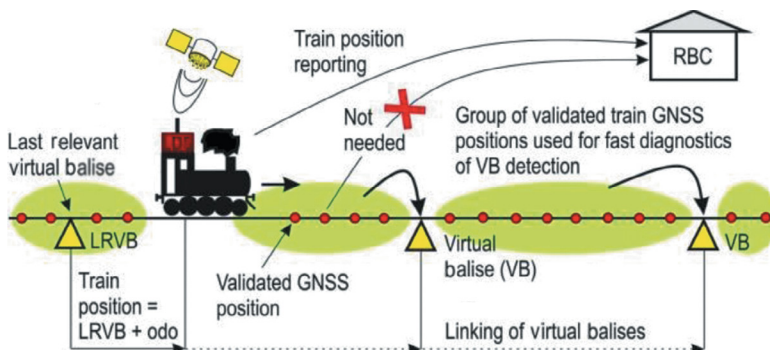 Train position
reporting
RBC
Not
needed
Group of validated train GNSS
positions used for fast diagnostics
of VB detection
Last relevant
virtual balise
LRVB
Validated GNSS
position
Virtual
balise (VB)
VB
Train
position =
LRVB + odo
Linking of virtual balises